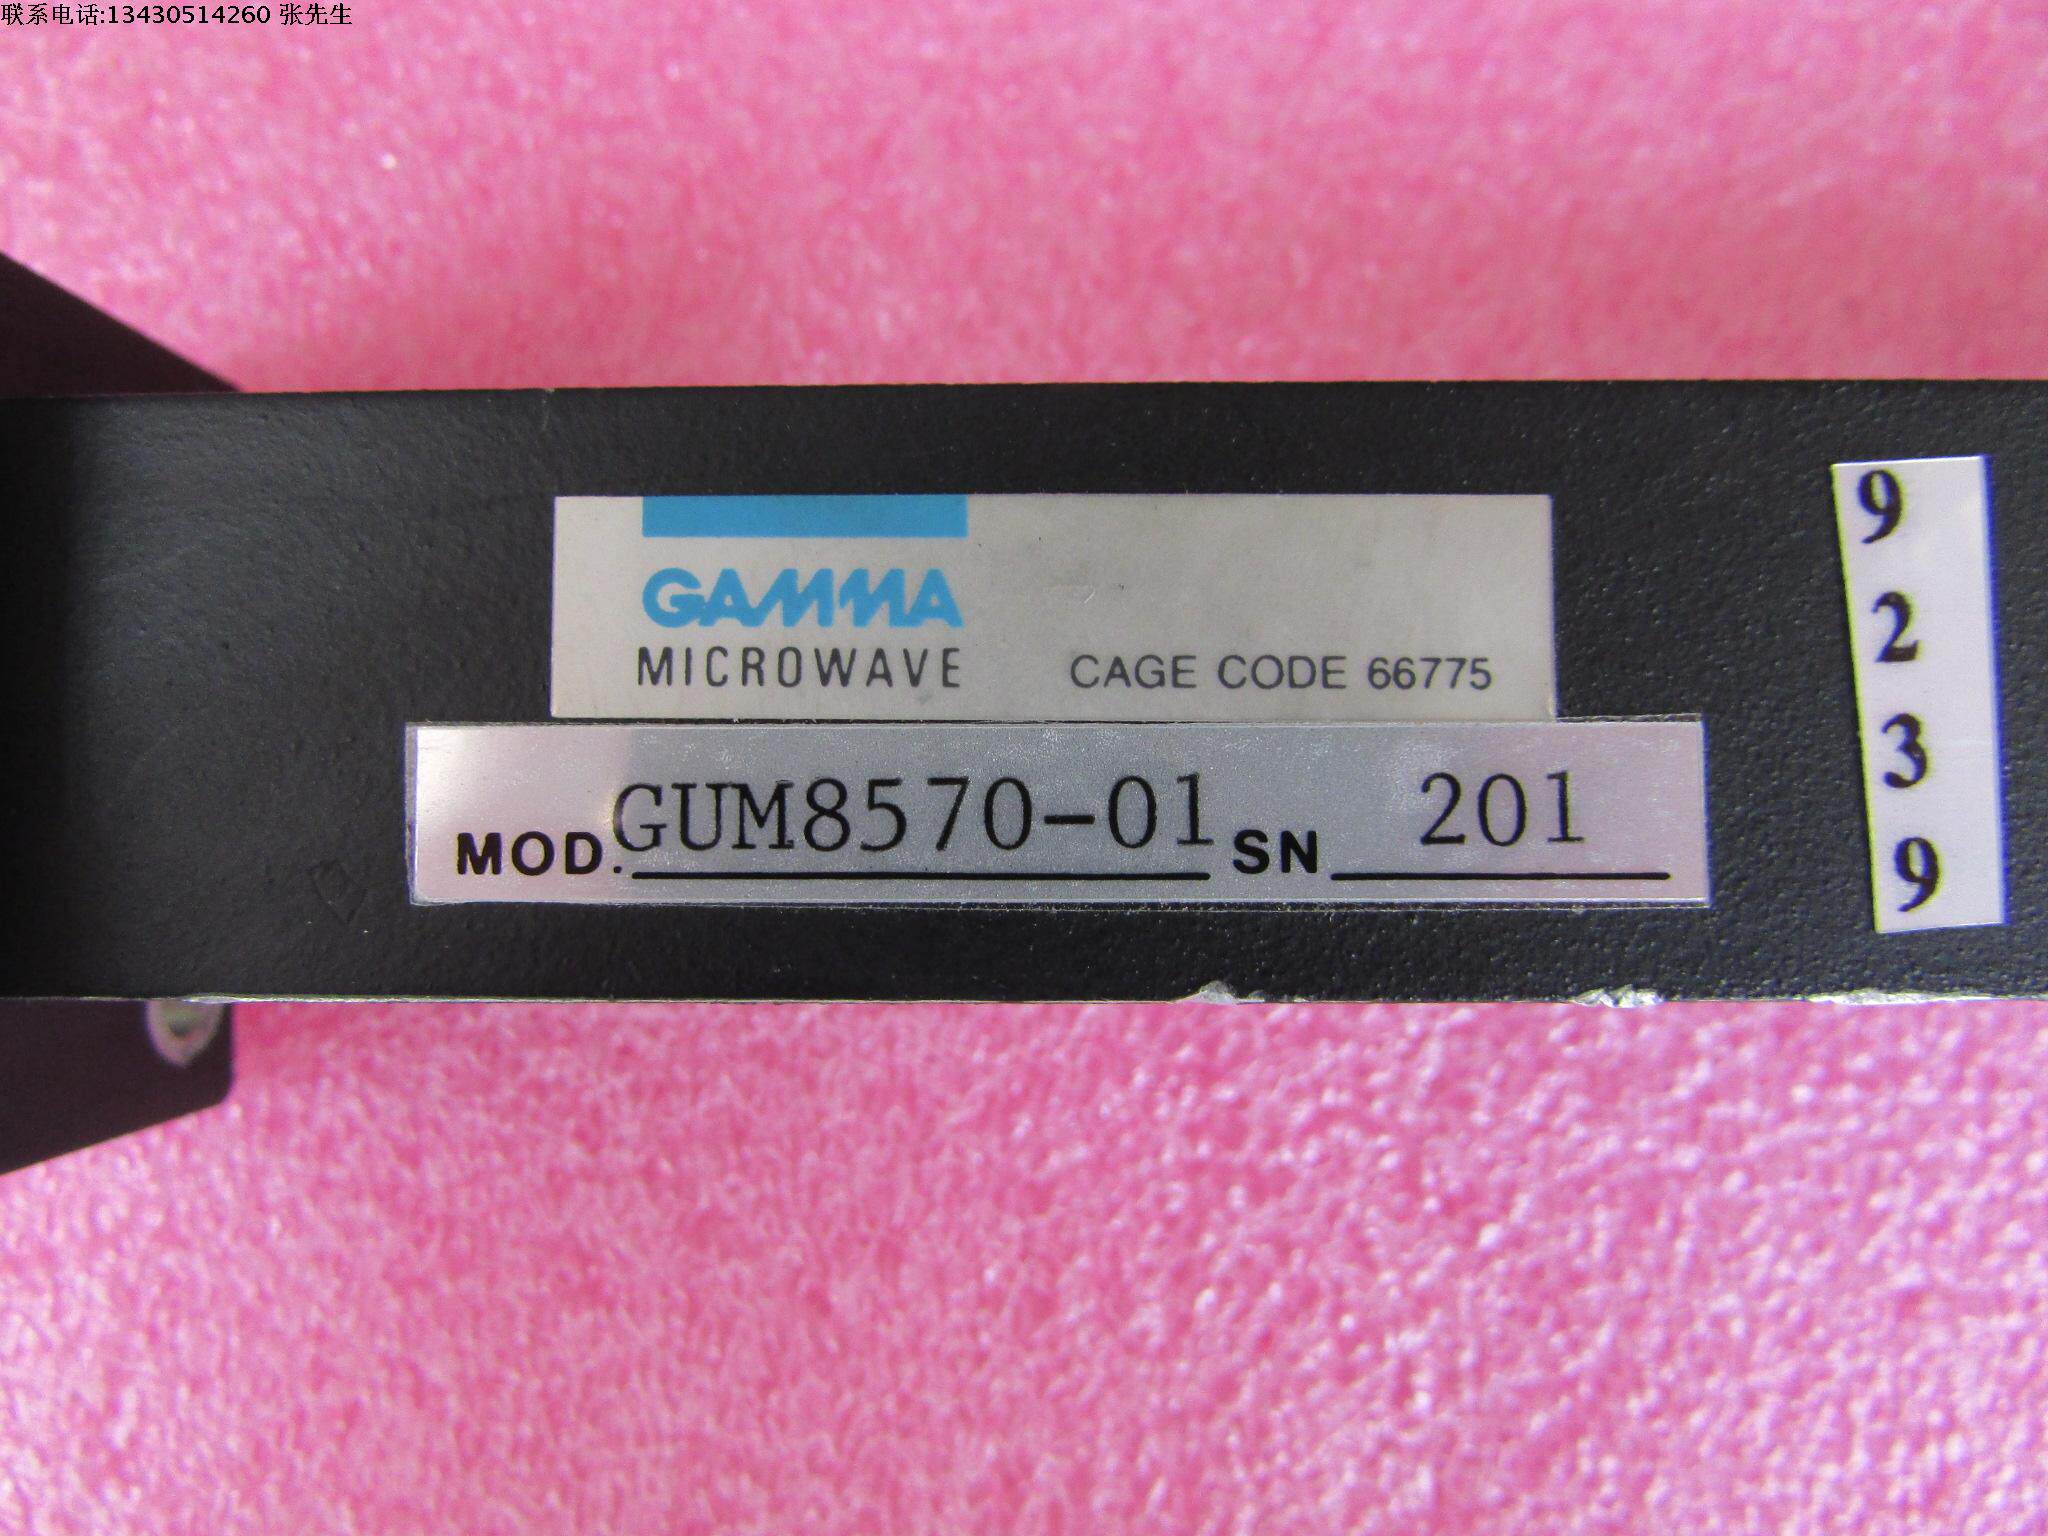 联系电话:13430514260 张先生
GAMMA
MICROWAVE CAGE CODE 66775
MOD. GUM8570-01 SN 201
9
2
3
9